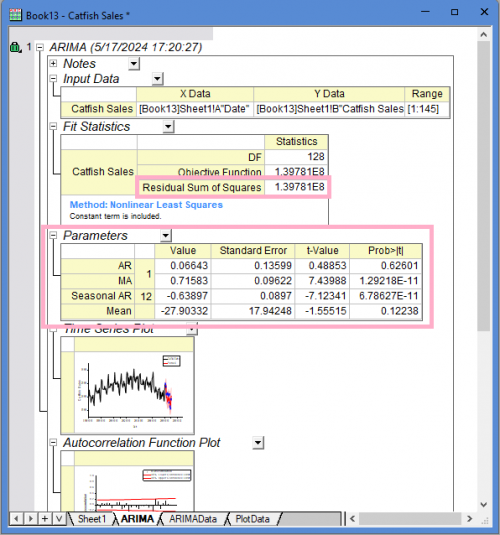 Book13 - Catfish Sales *
1 ARIMA (5/17/2024 17:20:27)
Notes
Input Data
X Data Y Data Range
Catfish Sales [Book13]Sheet1!A"Date" [Book13]Sheet1!B"Catfish Sales [1:145]
Fit Statistics
Statistics
DF 128
Catfish Sales Objective Function 1.39781E8
Residual Sum of Squares 1.39781E8
Method: Nonlinear Least Squares
Constant term is included.
Parameters
Value Standard Error t-Value Prob>|t|
AR 1 0.06643 0.13599 0.48853 0.62601
MA 0.71583 0.09622 7.43988 1.29218E-11
Seasonal AR 12 -0.63897 0.0897 -7.12341 6.78627E-11
Mean -27.90332 17.94248 -1.55515 0.12238
Time Series Plot
Autocorrelation Function Plot
Sheet1 ARIMA ARIMAData PlotData